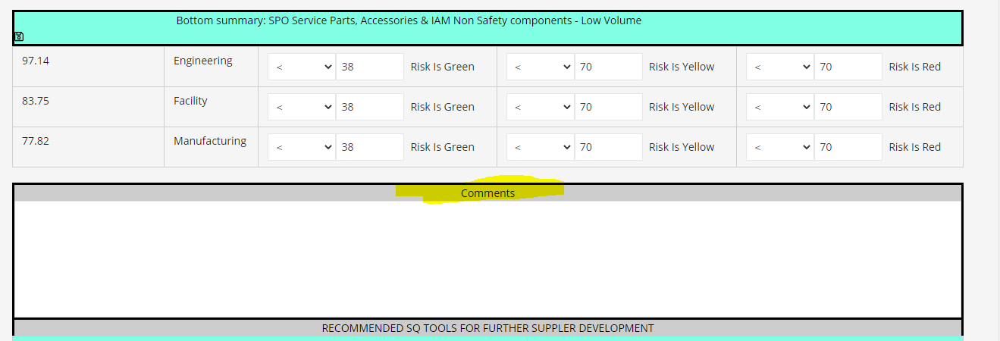 Bottom summary: SPO Service Parts, Accessories & IAM Non Safety components - Low Volume
97.14 Engineering < 38 Risk Is Green < 70 Risk Is Yellow < 70 Risk Is Red
83.75 Facility < 38 Risk Is Green < 70 Risk Is Yellow < 70 Risk Is Red
77.82 Manufacturing < 38 Risk Is Green < 70 Risk Is Yellow < 70 Risk Is Red
Comments
RECOMMENDED SQ TOOLS FOR FURTHER SUPPLER DEVELOPMENT